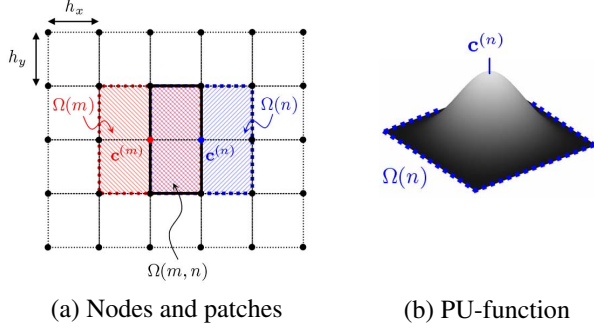 h_x
h_y
Ω(m)
Ω(n)
c^(m)
c^(n)
Ω(m, n)
(a) Nodes and patches
c^(n)
Ω(n)
(b) PU-function